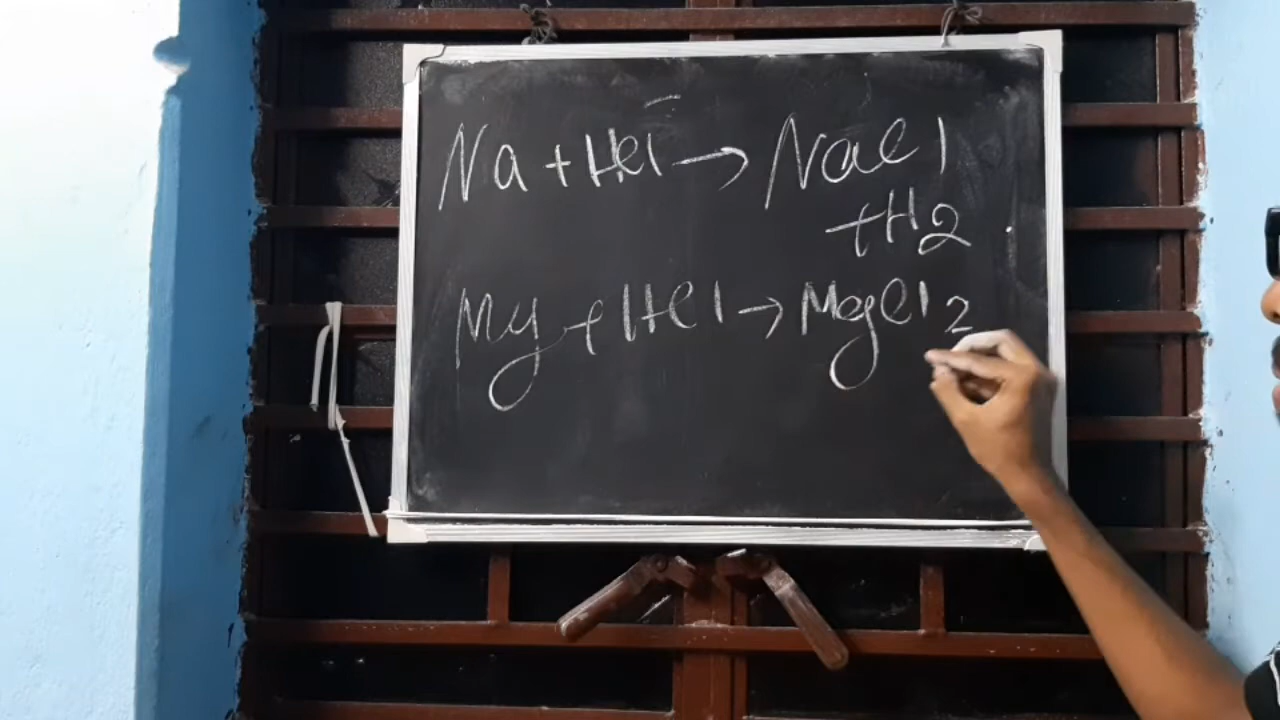 Na + HCl → NaCl
+ H2
Mg + HCl → MgCl2